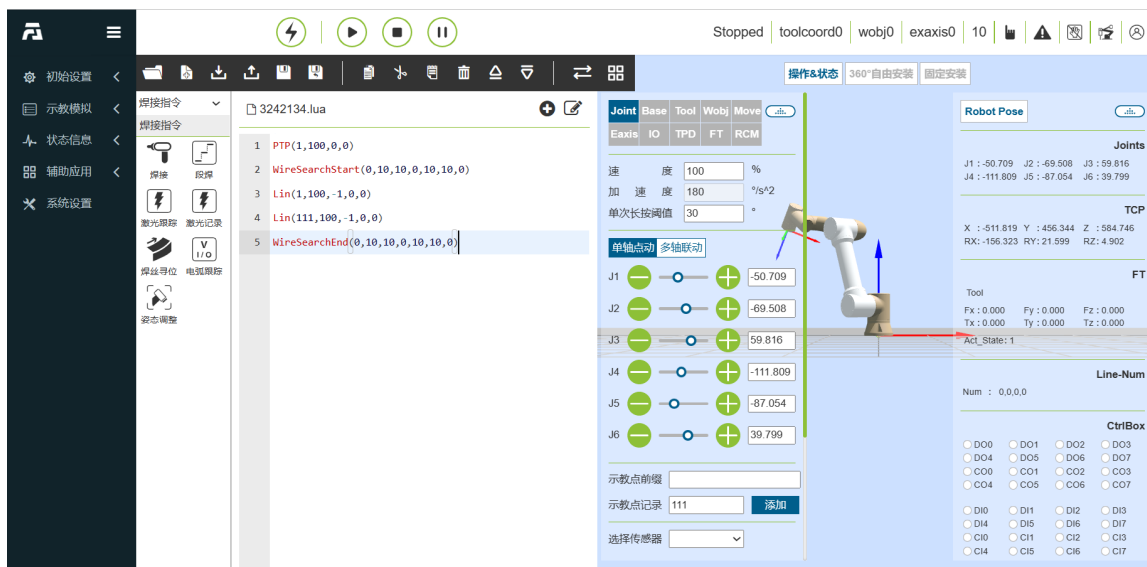 Stopped toolcoord0 wobj0 exaxis0 10
初始设置
示教模拟
状态信息
辅助应用
系统设置
操作&状态 360°自由安装 固定安装
焊接指令
焊接指令
焊接 段焊
激光跟踪 激光记录
焊丝寻位 电弧跟踪
姿态调整
3242134.lua
1 PTP(1,100,0,0)
2 WireSearchStart(0,10,10,0,10,10,0)
3 Lin(1,100,-1,0,0)
4 Lin(111,100,-1,0,0)
5 WireSearchEnd(0,10,10,0,10,10,0)
Joint Base Tool Wobj Move
Eaxis IO TPD FT RCM
速 度 100 %
加 速 度 180 °/s^2
单次长按阈值 30 °
单轴点动 多轴联动
J1 -50.709
J2 -69.508
J3 59.816
J4 -111.809
J5 -87.054
J6 39.799
示教点前缀
示教点记录 111 添加
选择传感器
Robot Pose
Joints
J1 : -50.709 J2 : -69.508 J3 : 59.816
J4 : -111.809 J5 : -87.054 J6 : 39.799
TCP
X : -511.819 Y : 456.344 Z : 584.746
RX: -156.323 RY: 21.599 RZ: 4.902
FT
Tool
Fx : 0.000 Fy : 0.000 Fz : 0.000
Tx : 0.000 Ty : 0.000 Tz : 0.000
Act_State: 1
Line-Num
Num : 0,0,0,0
CtrlBox
DO0 DO1 DO2 DO3
DO4 DO5 DO6 DO7
CO0 CO1 CO2 CO3
CO4 CO5 CO6 CO7
DI0 DI1 DI2 DI3
DI4 DI5 DI6 DI7
CI0 CI1 CI2 CI3
CI4 CI5 CI6 CI7